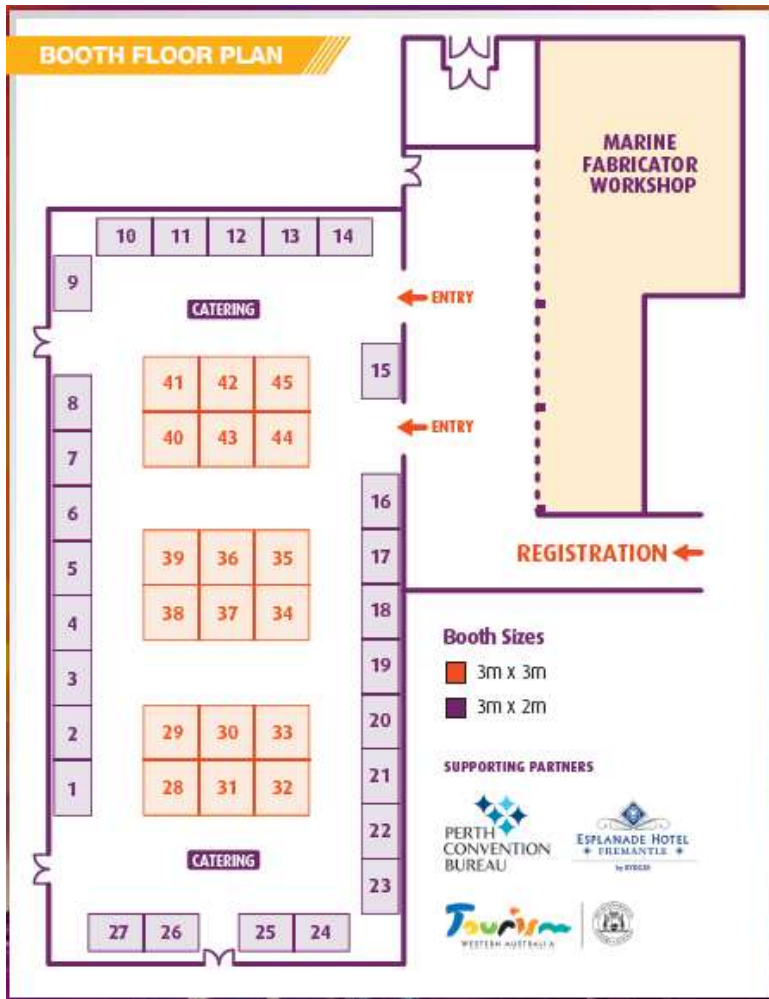 BOOTH FLOOR PLAN
MARINE
FABRICATOR
WORKSHOP
10 11 12 13 14
9
CATERING
ENTRY
41 42 45
15
8
40 43 44
ENTRY
7
16
6
39 36 35
17
5
38 37 34
18
4
19
3
20
2
29 30 33
21
1
28 31 32
22
CATERING
23
27 26 25 24
REGISTRATION
Booth Sizes
3m x 3m
3m x 2m
SUPPORTING PARTNERS
PERTH
CONVENTION
BUREAU
ESPLANADE HOTEL
FREMANTLE
by RYDGES
Tourism
WESTERN AUSTRALIA